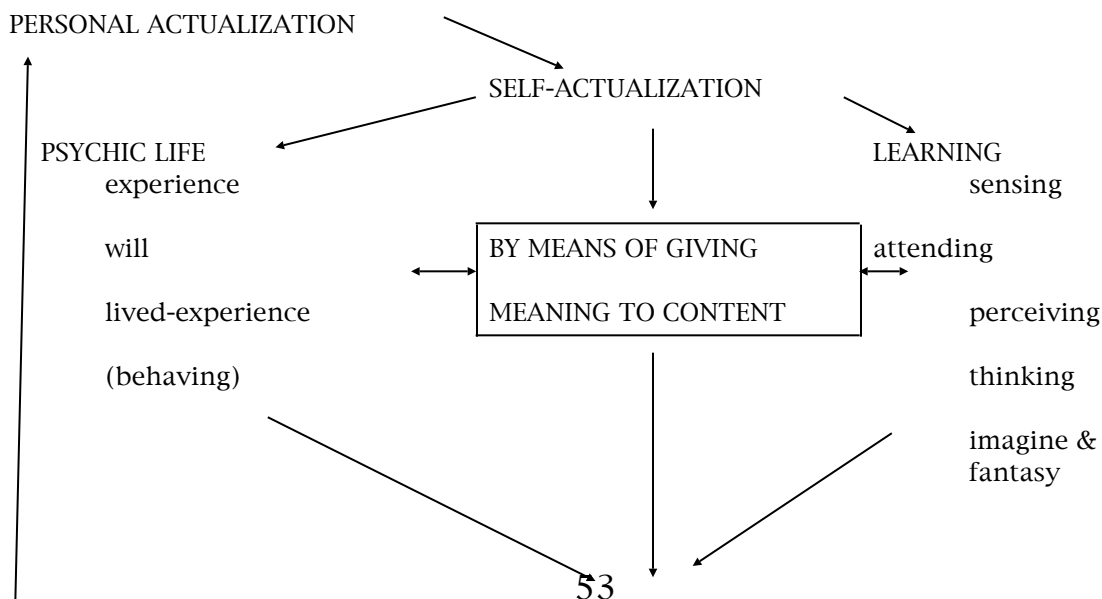 PERSONAL ACTUALIZATION
SELF-ACTUALIZATION
PSYCHIC LIFE
experience
will
lived-experience
(behaving)
BY MEANS OF GIVING
MEANING TO CONTENT
LEARNING
sensing
attending
perceiving
thinking
imagine &
fantasy
53